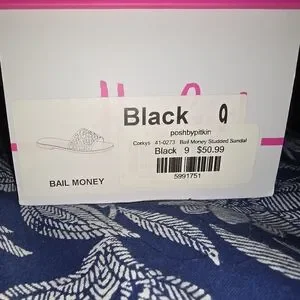 Black 9
poshbypitkin
Corkys 41-0273 Bail Money Studded Sandal
Black 9 $50.99
5991751
BAIL MONEY